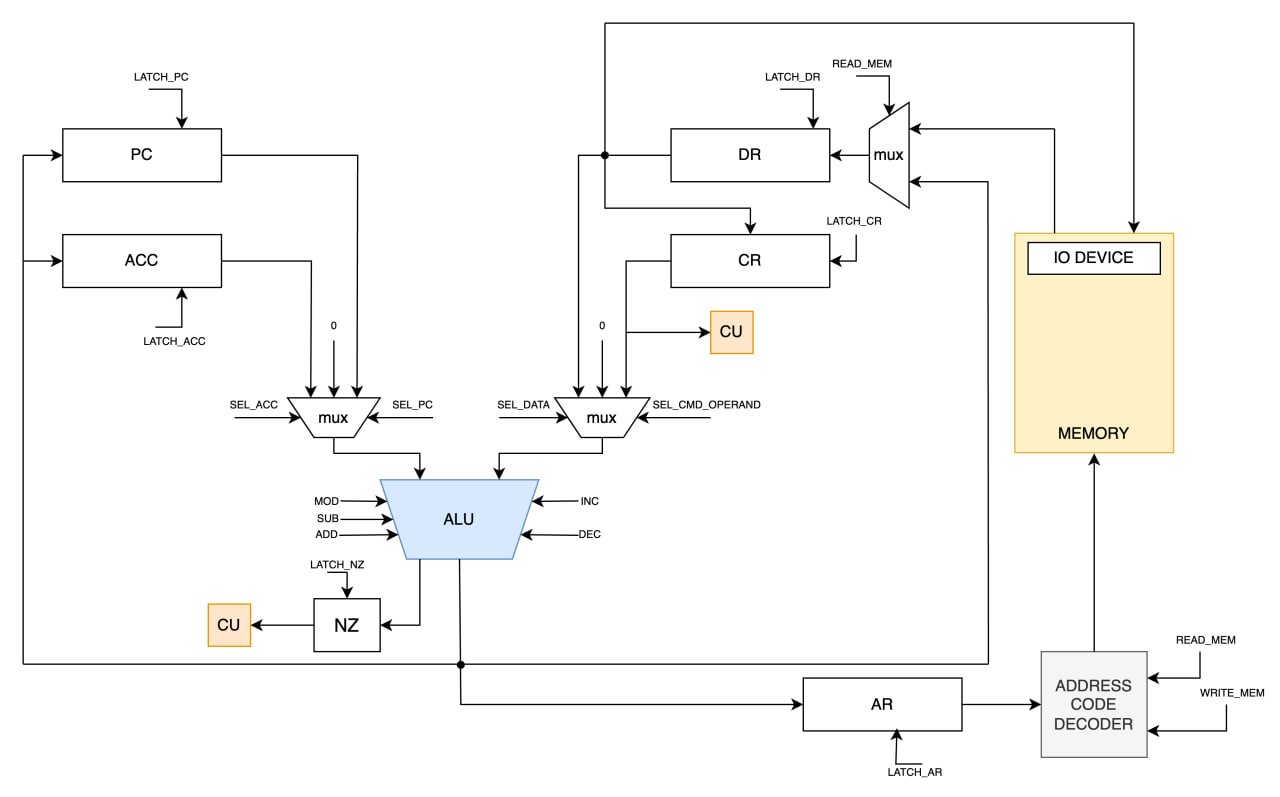 READ_MEM
LATCH_PC
LATCH_DR
PC
DR
mux
LATCH_CR
ACC
CR
IO DEVICE
LATCH_ACC
0
0
CU
SEL_ACC
mux
SEL_PC
SEL_DATA
mux
SEL_CMD_OPERAND
MEMORY
MOD
SUB
ADD
ALU
INC
DEC
LATCH_NZ
CU
NZ
READ_MEM
ADDRESS
CODE
DECODER
WRITE_MEM
AR
LATCH_AR